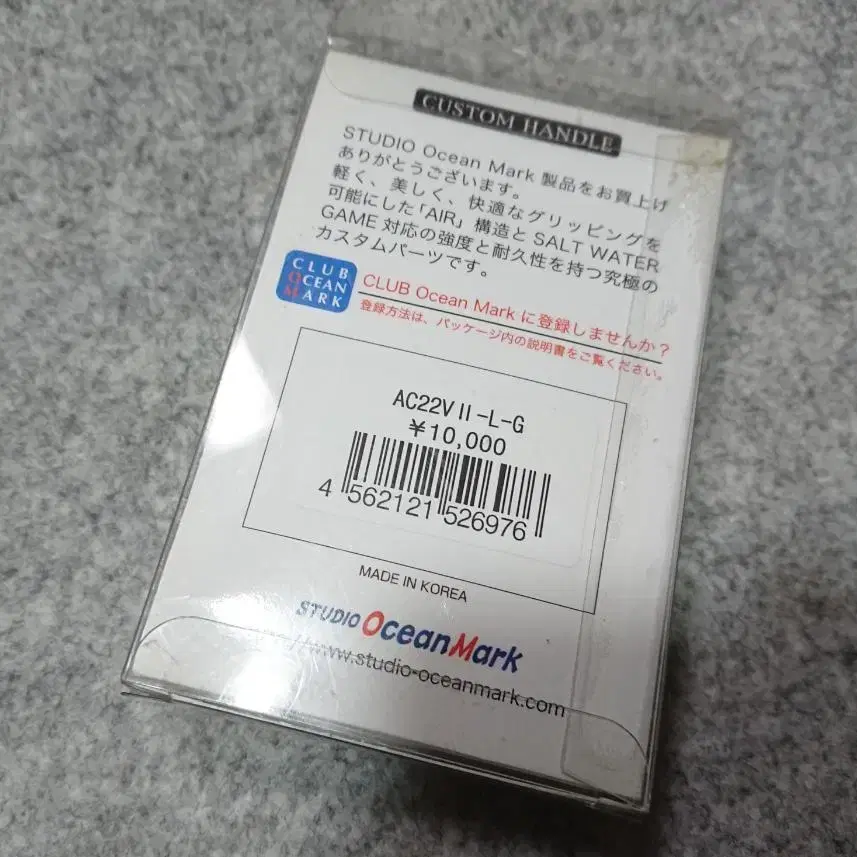 CUSTOM HANDLE
STUDIO Ocean Mark 製品をお買上げ
ありがとうございます。
軽く、美しく、快適なグリッピングを
可能にした「AIR」構造と SALT WATER
GAME 対応の強度と耐久性を持つ究極の
カスタムパーツです。
CLUB
OCEAN
MARK
CLUB Ocean Mark に登録しませんか?
登録方法は、パッケージ内の説明書をご覧ください。
AC22VⅡ-L-G
¥10,000
4 562121 526976
MADE IN KOREA
STUDIO Ocean Mark
//www.studio-oceanmark.com